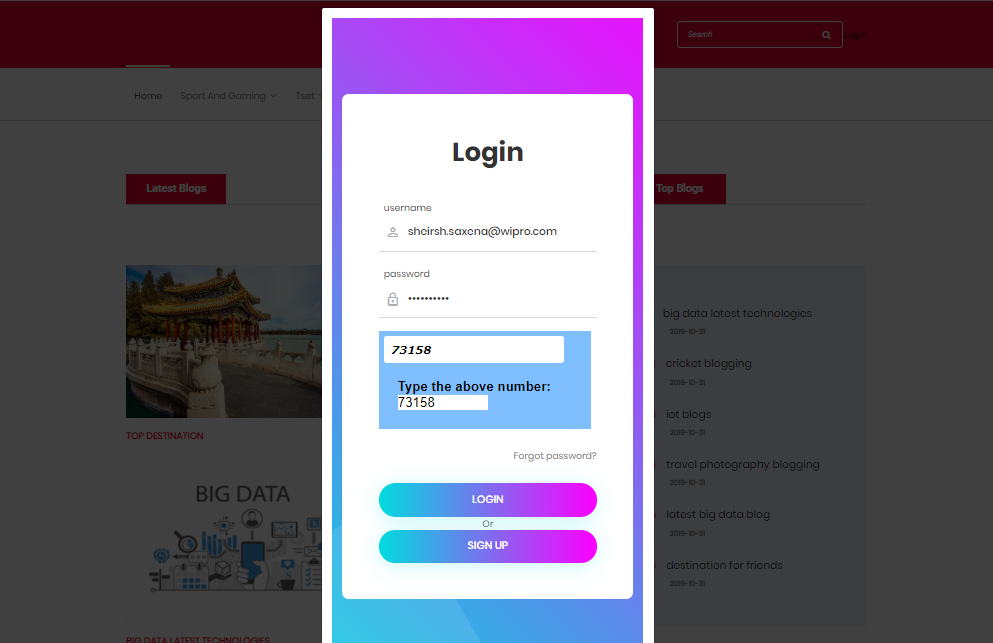 Search
Login
Home
Sport And Gaming
Tset
Latest Blogs
TOP DESTINATION
BIG DATA
BIG DATA LATEST TECHNOLOGIES
Login
username
sheirsh.saxena@wipro.com
password
••••••••••
73158
Type the above number:
73158
Forgot password?
LOGIN
Or
SIGN UP
Top Blogs
big data latest technologies
2019-10-31
cricket blogging
2019-10-31
iot blogs
2019-10-31
travel photography blogging
2019-10-31
latest big data blog
2019-10-31
destination for friends
2019-10-31